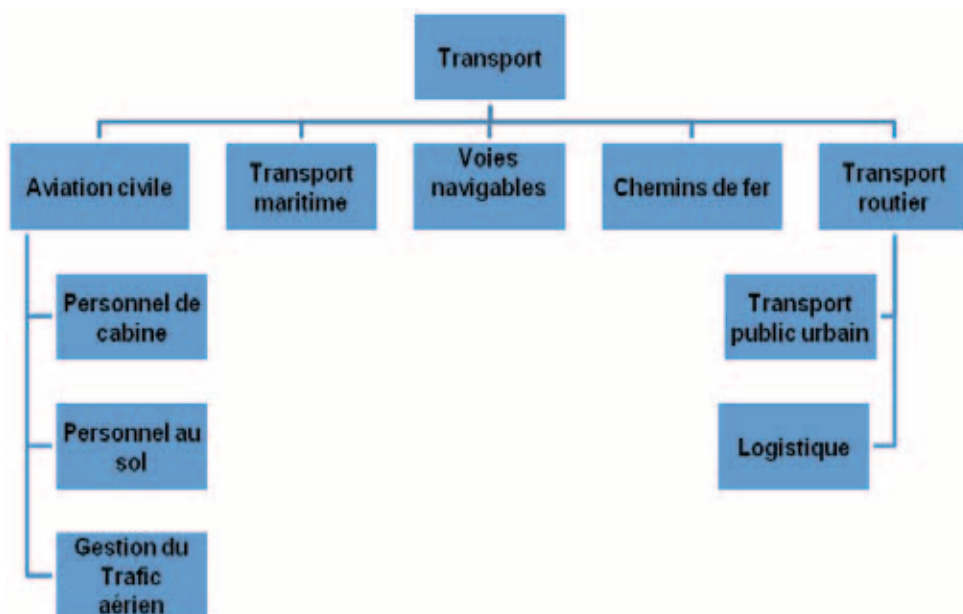 Transport
Aviation civile
Transport
maritime
Voies
navigables
Chemins de fer
Transport
routier
Personnel de
cabine
Personnel au
sol
Gestion du
Trafic
aérien
Transport
public urbain
Logistique